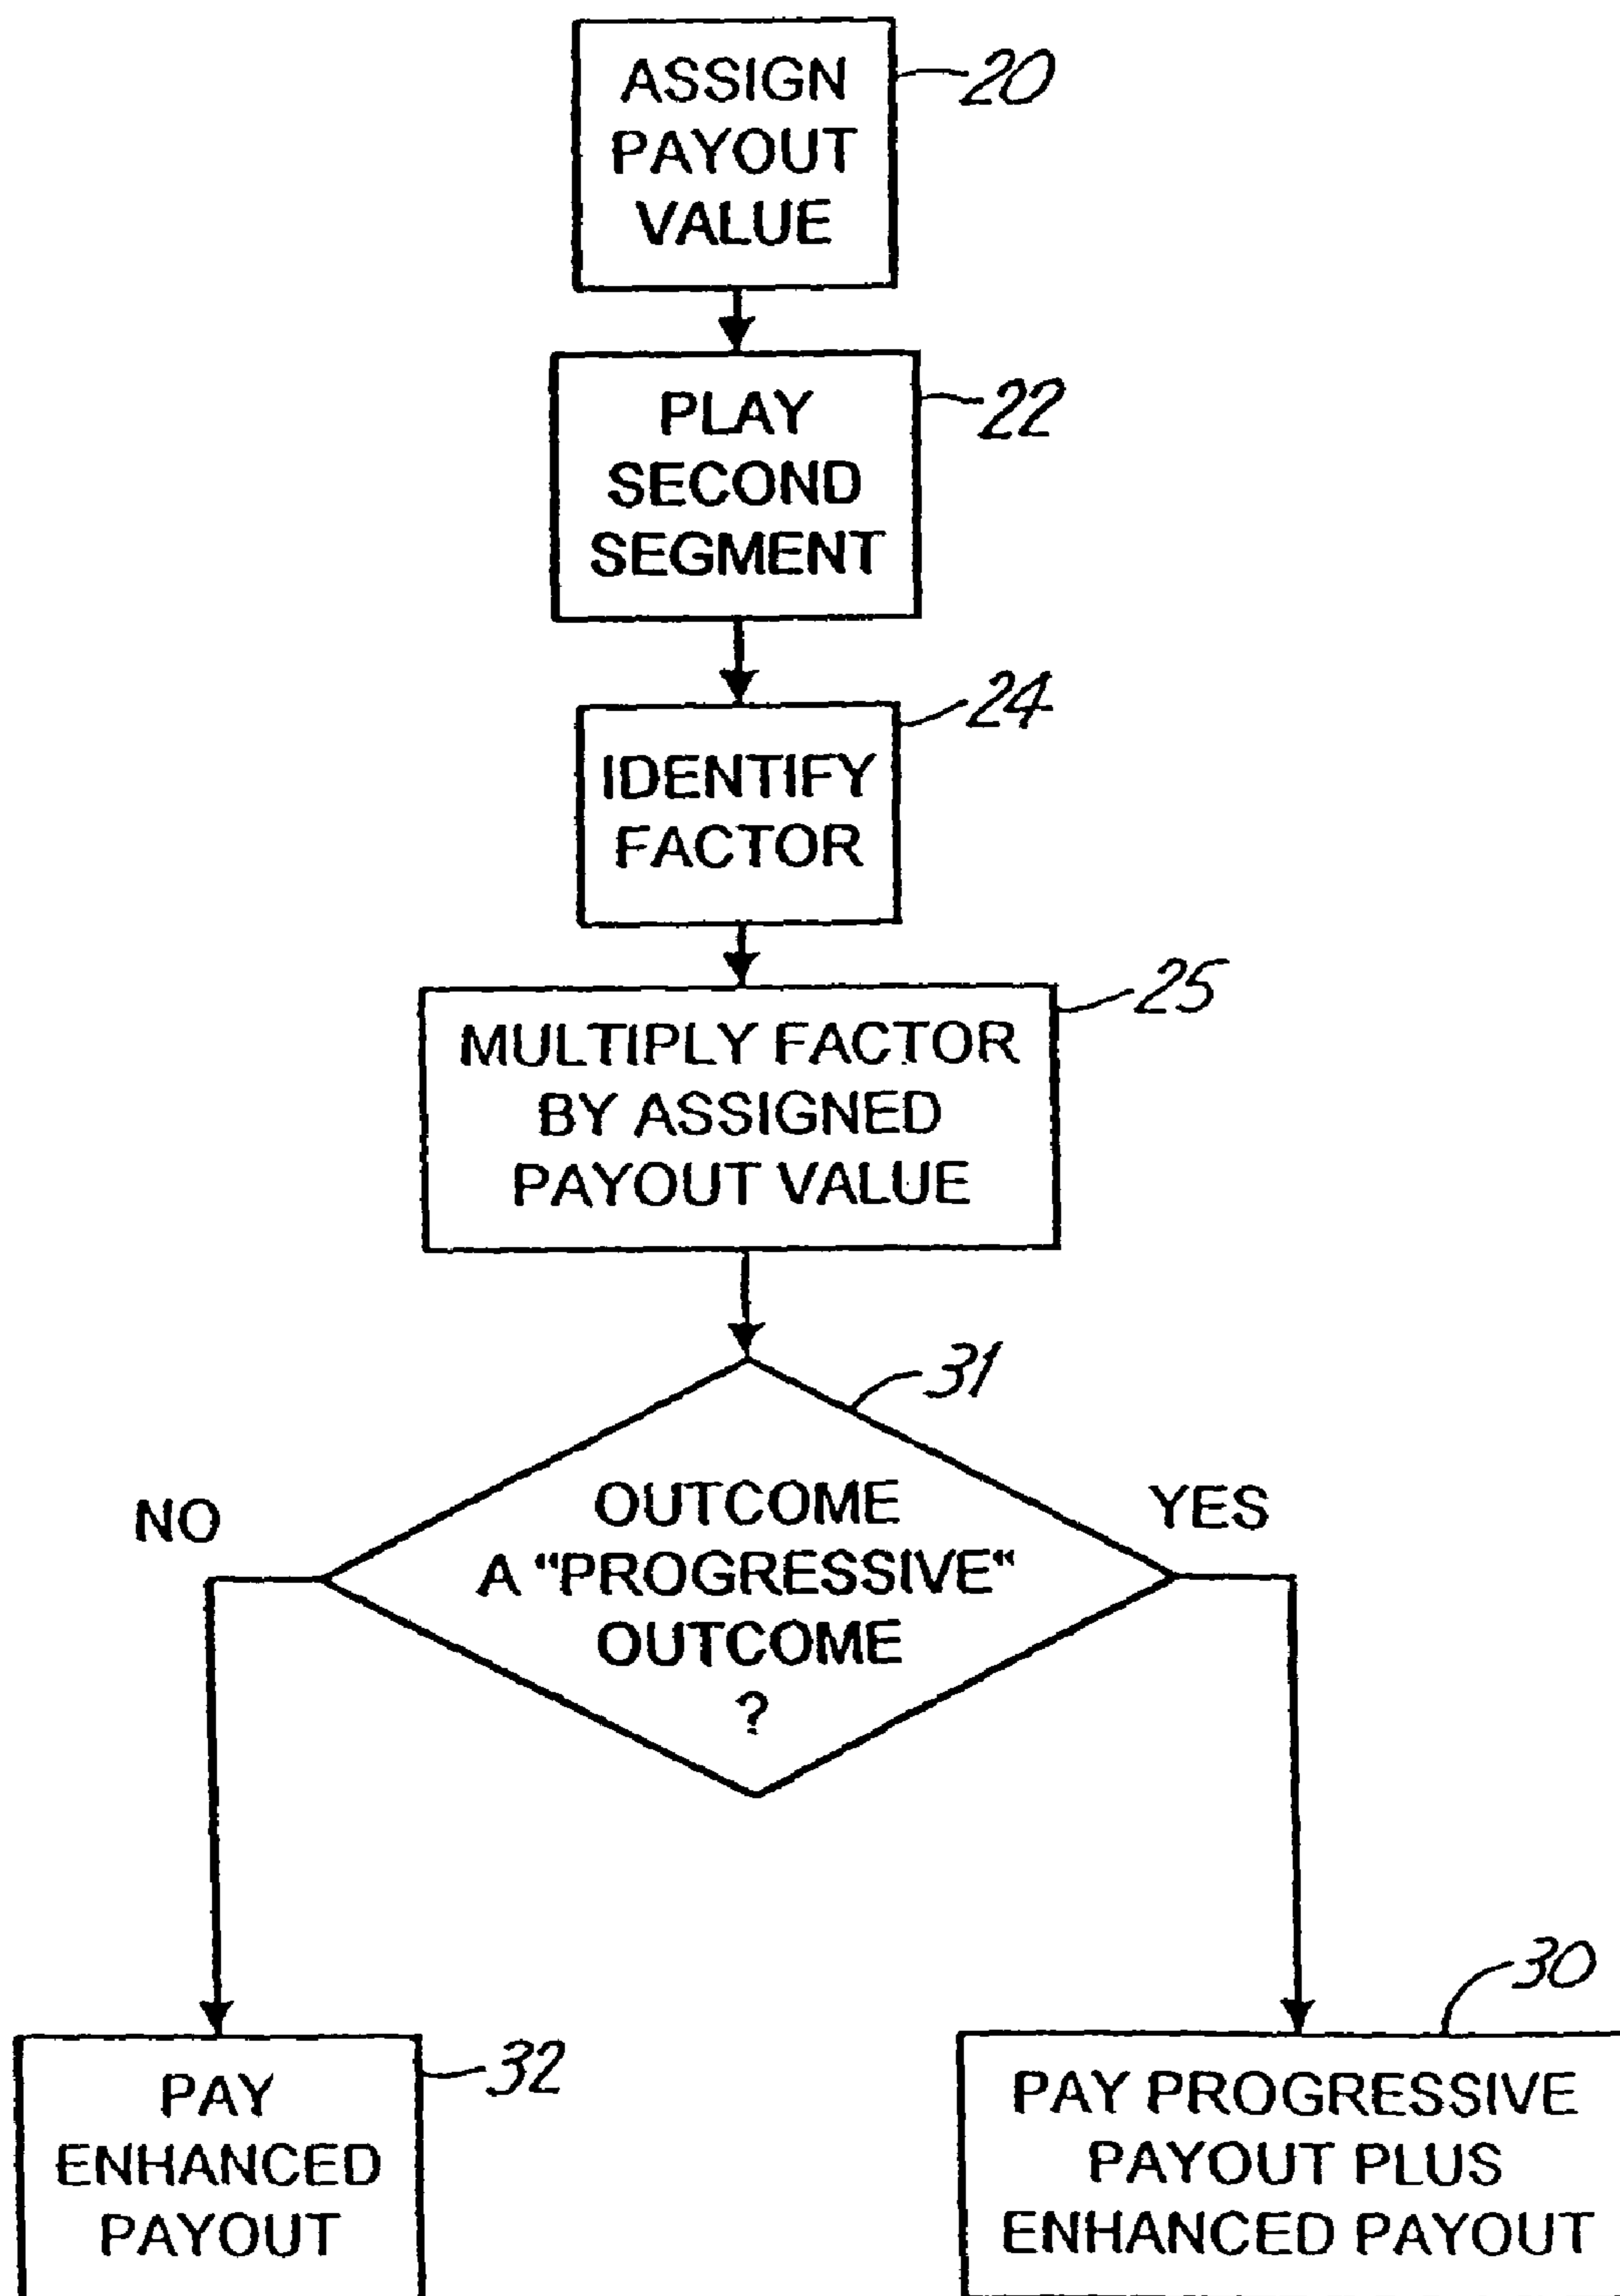 ASSIGN
PAYOUT
VALUE
20
PLAY
SECOND
SEGMENT
22
IDENTIFY
FACTOR
24
MULTIPLY FACTOR
BY ASSIGNED
PAYOUT VALUE
25
OUTCOME
A “PROGRESSIVE“
OUTCOME
?
31
NO
YES
PAY
ENHANCED
PAYOUT
32
PAY PROGRESSIVE
PAYOUT PLUS
ENHANCED PAYOUT
30